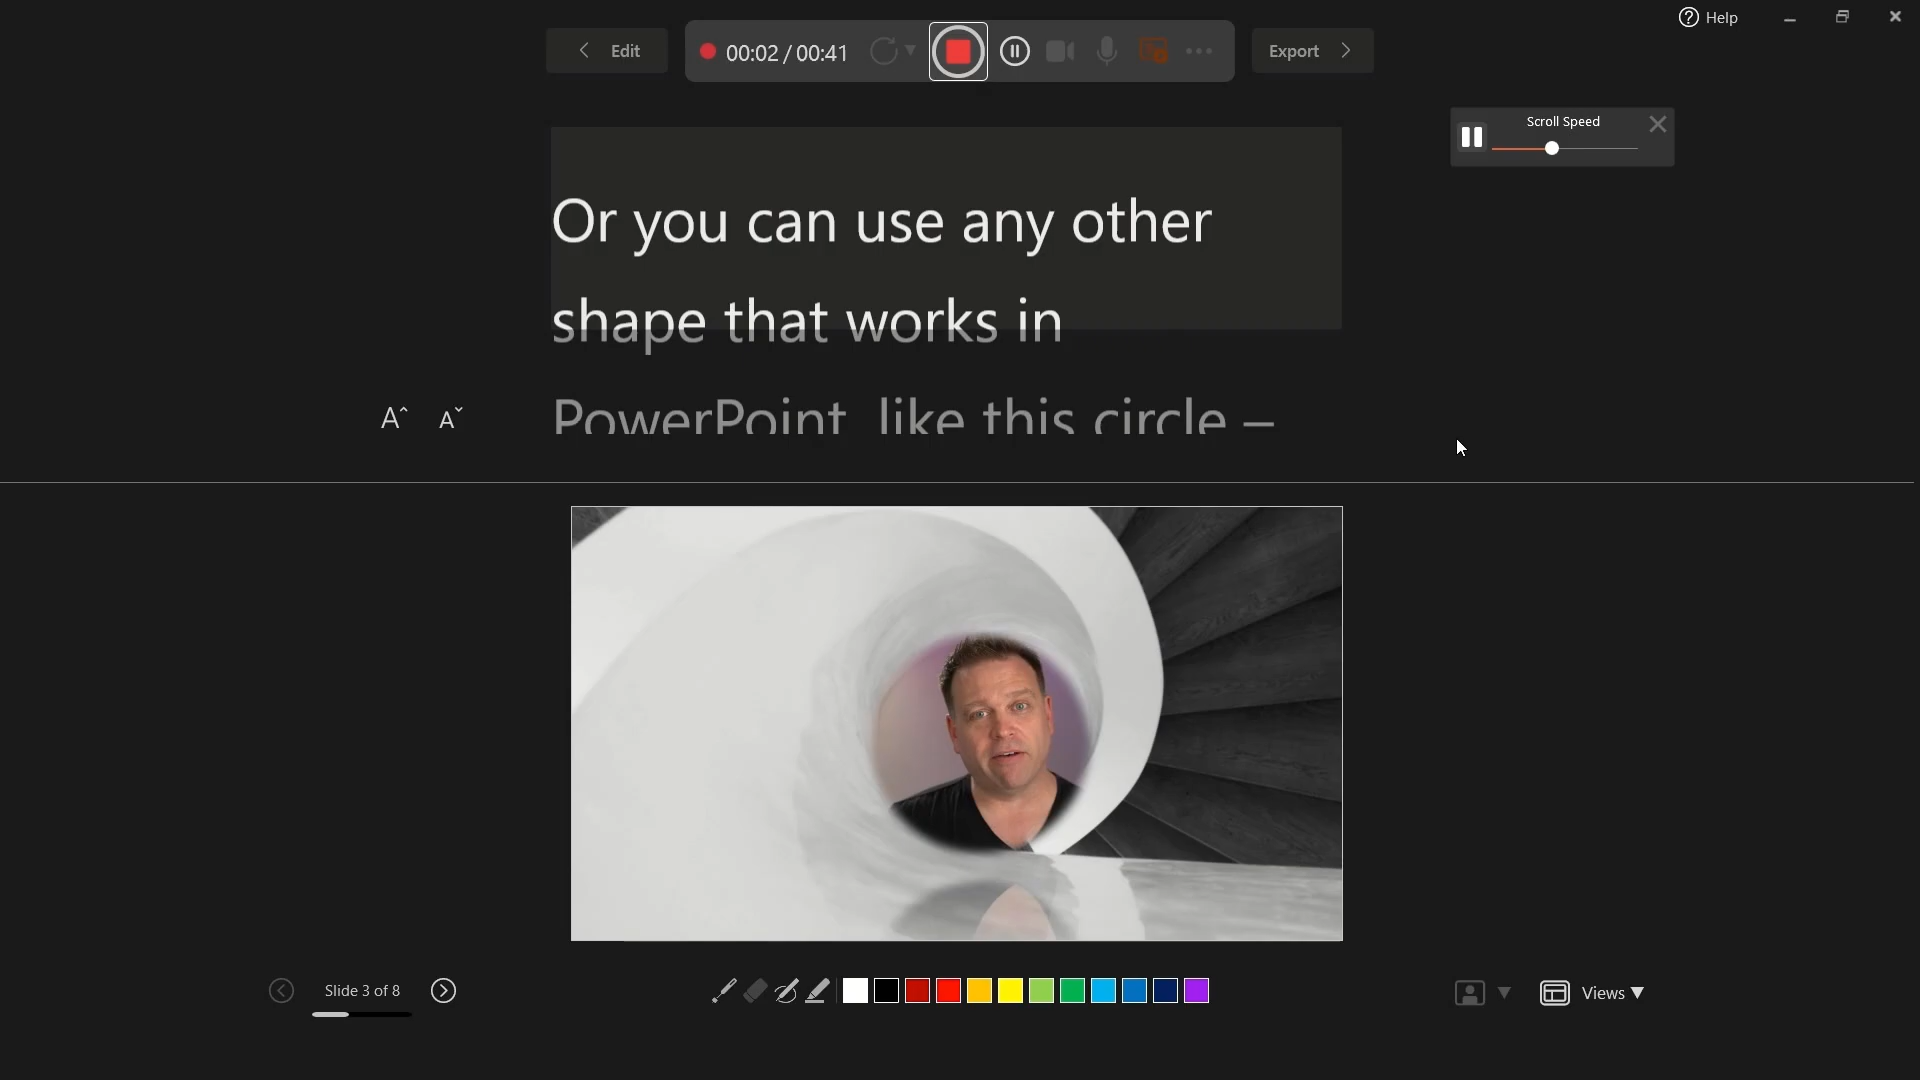 Help
Edit
00:02 / 00:41
Export
Scroll Speed
Or you can use any other
shape that works in
PowerPoint, like this circle –
A^ Aˇ
Slide 3 of 8
Views